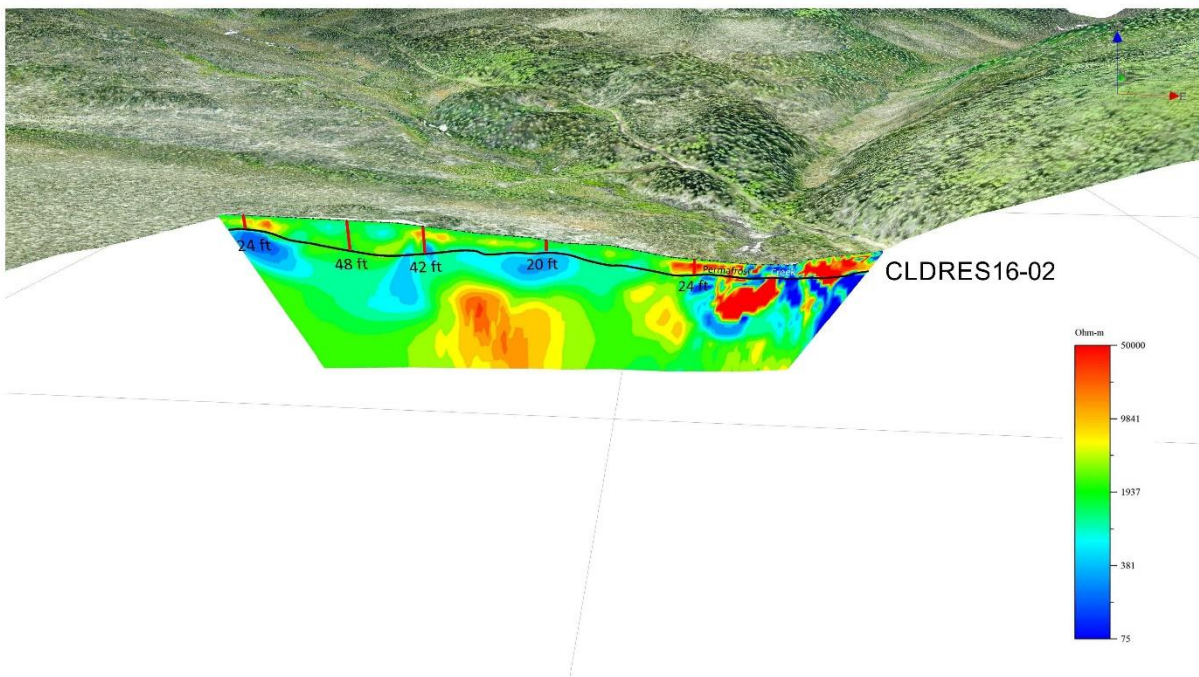 24 ft
48 ft
42 ft
20 ft
24 ft
Permafrost Creek
CLDRES16-02
Ohm-m
50000
9841
1937
381
75